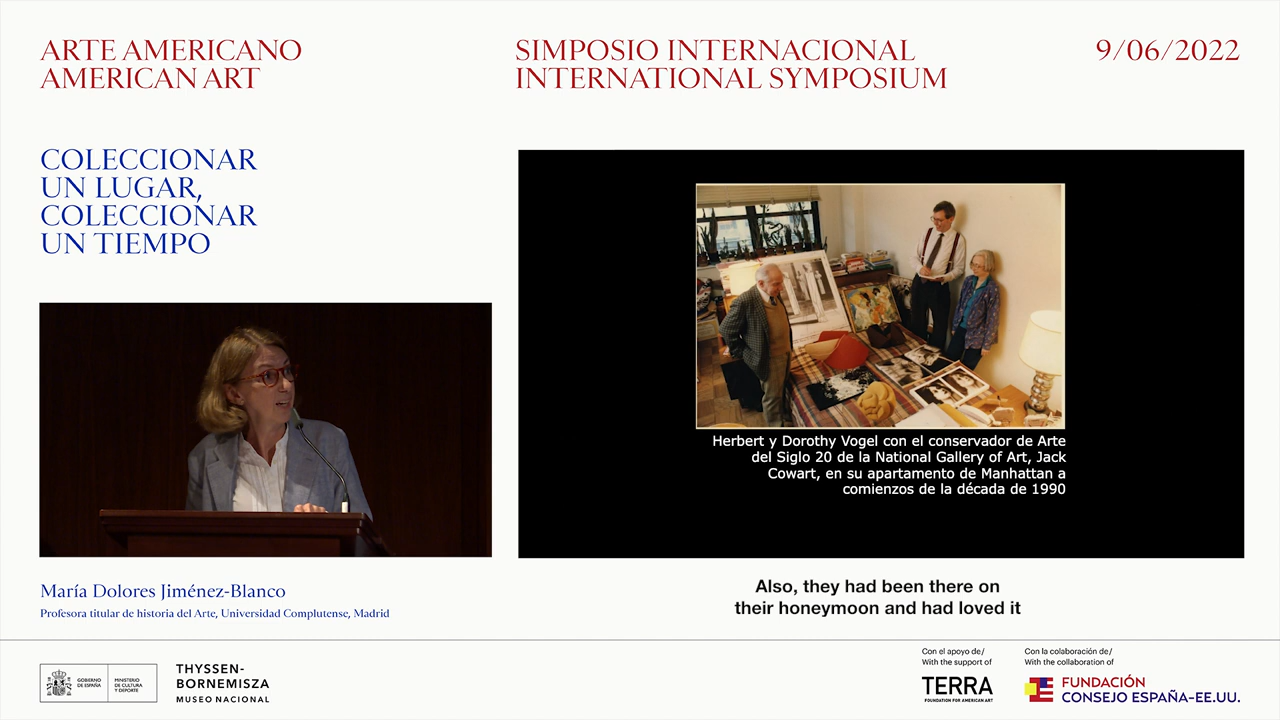 ARTE AMERICANO
AMERICAN ART
SIMPOSIO INTERNACIONAL
INTERNATIONAL SYMPOSIUM
9/06/2022
COLECCIONAR
UN LUGAR,
COLECCIONAR
UN TIEMPO
Herbert y Dorothy Vogel con el conservador de Arte
del Siglo 20 de la National Gallery of Art, Jack
Cowart, en su apartamento de Manhattan a
comienzos de la década de 1990
María Dolores Jiménez-Blanco
Profesora titular de historia del Arte, Universidad Complutense, Madrid
Also, they had been there on
their honeymoon and had loved it
GOBIERNO
DE ESPAÑA
MINISTERIO
DE CULTURA
Y DEPORTE
THYSSEN-
BORNEMISZA
MUSEO NACIONAL
Con el apoyo de/
With the support of
TERRA
FOUNDATION FOR AMERICAN ART
Con la colaboración de/
With the collaboration of
FUNDACIÓN
CONSEJO ESPAÑA-EE.UU.